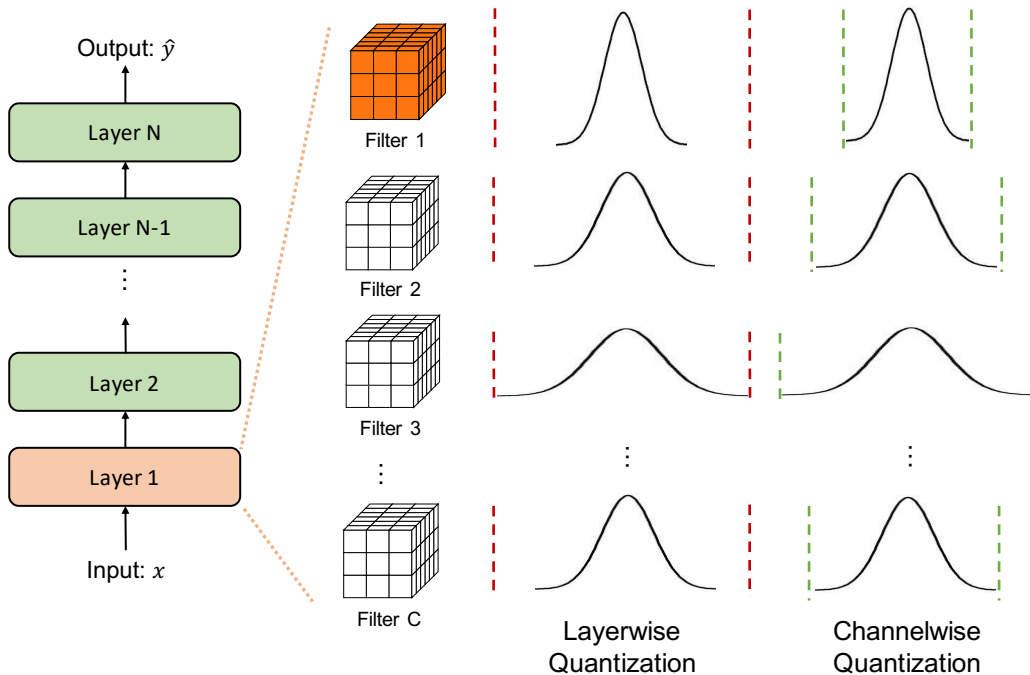 Output: ŷ
Layer N
Layer N-1
⋮
Layer 2
Layer 1
Input: x
Filter 1
Filter 2
Filter 3
⋮
Filter C
⋮
Layerwise
Quantization
⋮
Channelwise
Quantization